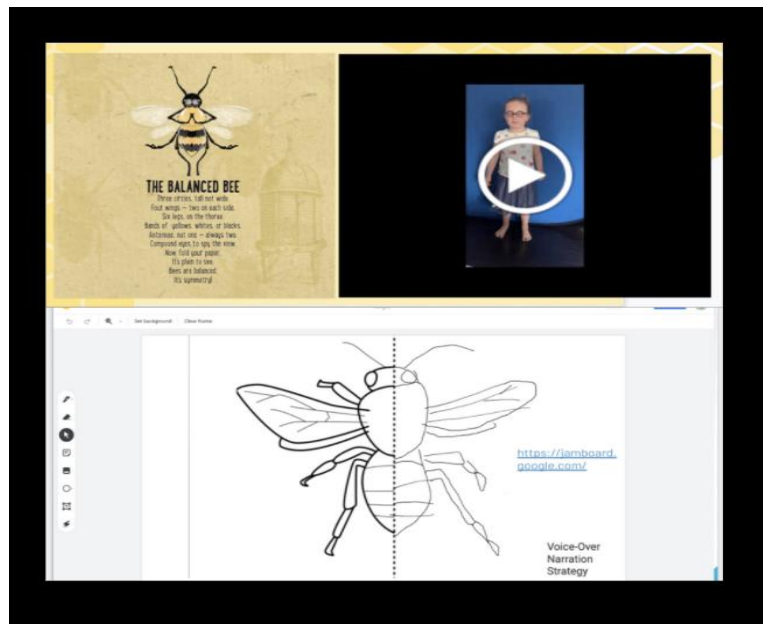 THE BALANCED BEE
Three circles, tall not wide
Four wings – two on each side.
Six legs, on the thorax
Bands of yellows, whites, or blacks.
Antennae, not one – always two.
Compound eyes to spy the view.
Now fold your paper,
It's plain to see,
Bees are balanced.
It's symmetry!
Set background
Clear frame
https://jamboard.
google.com/
Voice-Over
Narration
Strategy